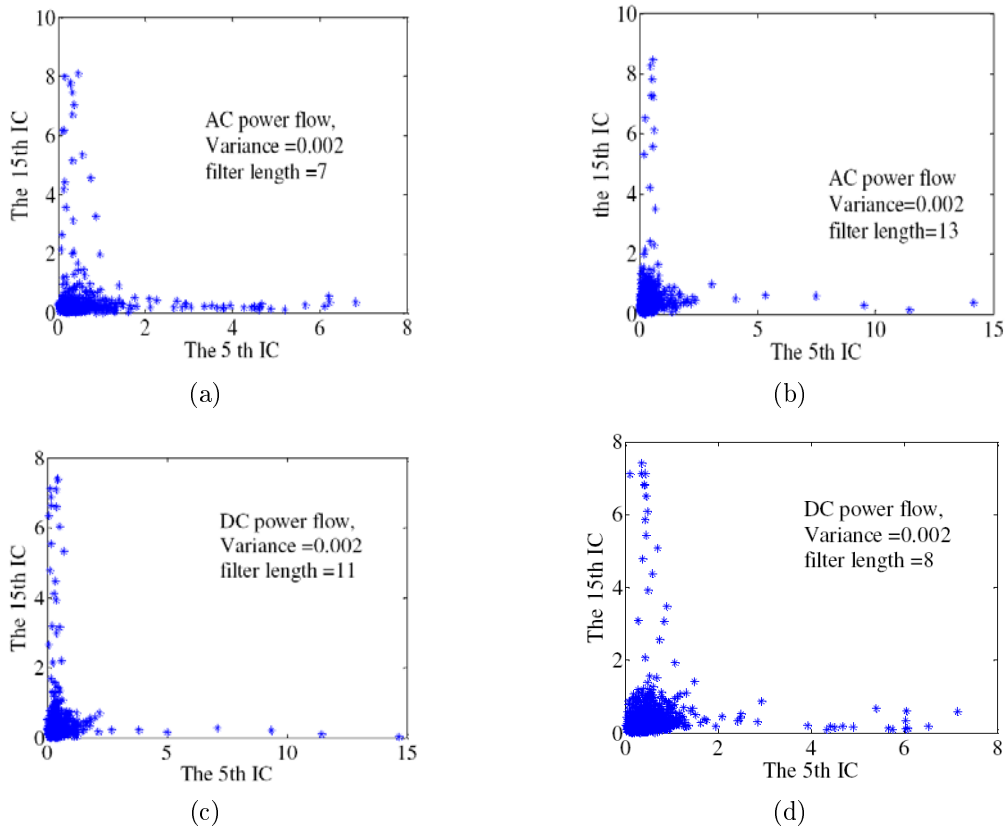 10
8
6
4
2
0
0
2
4
6
8
The 15th IC
The 5 th IC
AC power flow,
Variance =0.002
filter length =7
(a)
10
8
6
4
2
0
0
5
10
15
the 15th IC
The 5th IC
AC power flow
Variance=0.002
filter length=13
(b)
8
6
4
2
0
0
5
10
15
The 15th IC
The 5th IC
DC power flow,
Variance =0.002
filter length =11
(c)
8
6
4
2
0
0
2
4
6
8
The 15th IC
The 5th IC
DC power flow,
Variance =0.002
filter length =8
(d)